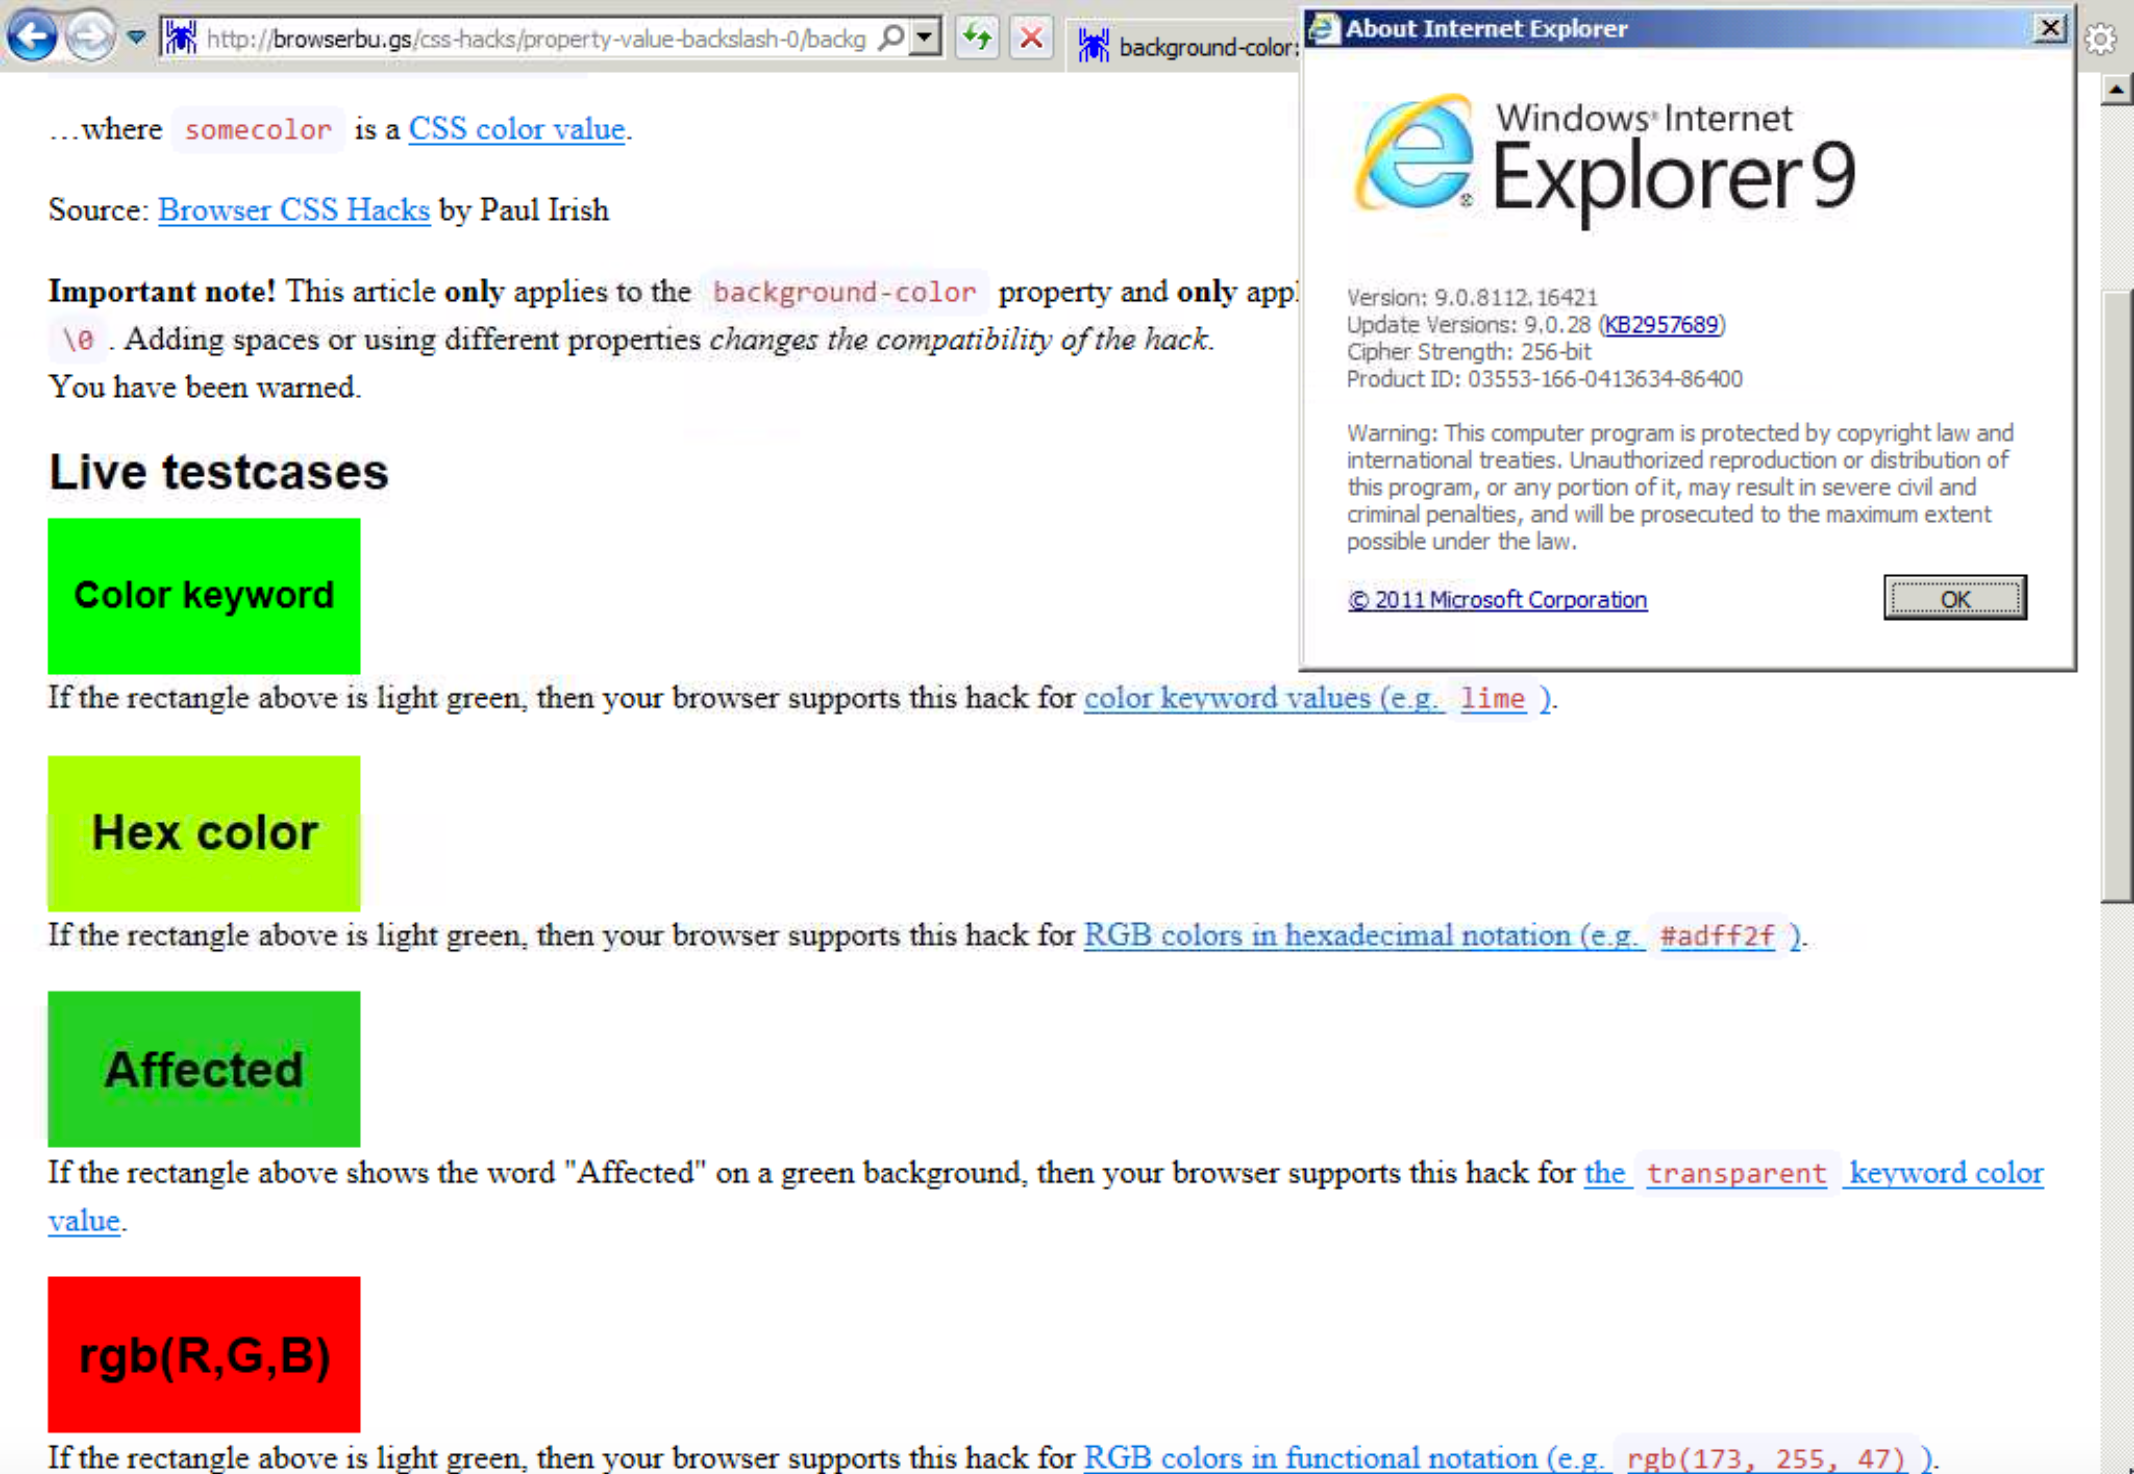 http://browserbu.gs/css-hacks/property-value-backslash-0/backg
background-color:
About Internet Explorer
…where somecolor is a CSS color value.
Source: Browser CSS Hacks by Paul Irish
Important note! This article only applies to the background-color property and only appl
\0 . Adding spaces or using different properties changes the compatibility of the hack.
You have been warned.
Windows® Internet
Explorer 9
Version: 9.0.8112.16421
Update Versions: 9.0.28 (KB2957689)
Cipher Strength: 256-bit
Product ID: 03553-166-0413634-86400
Warning: This computer program is protected by copyright law and
international treaties. Unauthorized reproduction or distribution of
this program, or any portion of it, may result in severe civil and
criminal penalties, and will be prosecuted to the maximum extent
possible under the law.
© 2011 Microsoft Corporation
OK
Live testcases
Color keyword
If the rectangle above is light green, then your browser supports this hack for color keyword values (e.g. lime ).
Hex color
If the rectangle above is light green, then your browser supports this hack for RGB colors in hexadecimal notation (e.g. #adff2f ).
Affected
If the rectangle above shows the word "Affected" on a green background, then your browser supports this hack for the transparent keyword color
value.
rgb(R,G,B)
If the rectangle above is light green, then your browser supports this hack for RGB colors in functional notation (e.g. rgb(173, 255, 47) ).